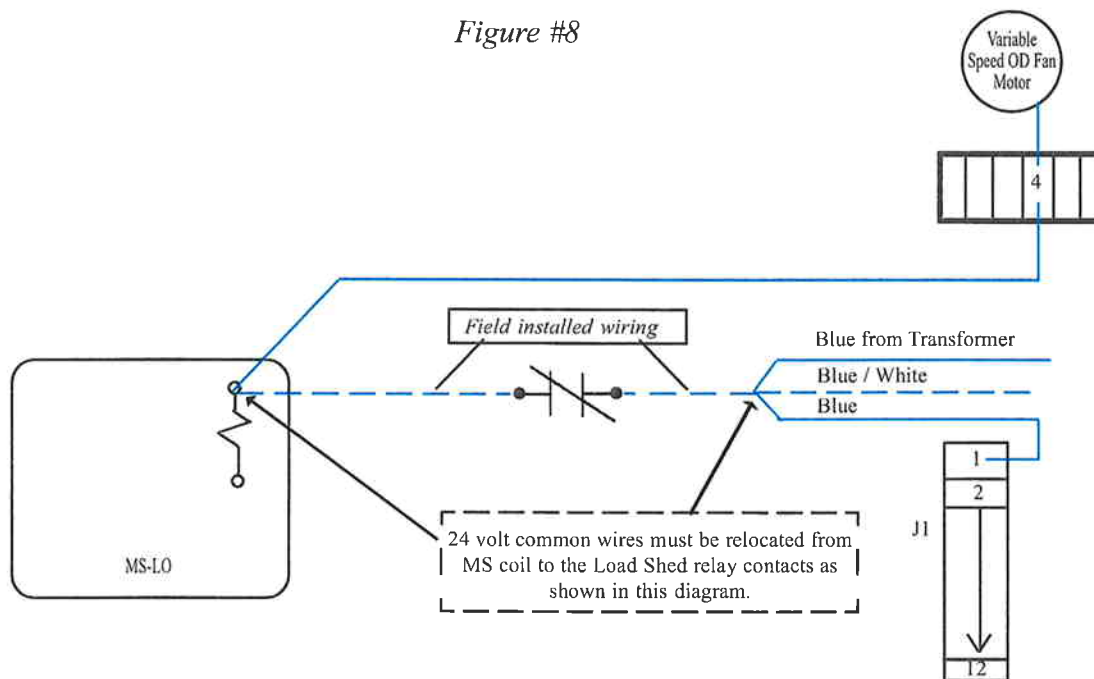 Figure #8
Variable
Speed OD Fan
Motor
4
Field installed wiring
Blue from Transformer
Blue / White
Blue
1
2
J1
12
MS-LO
24 volt common wires must be relocated from
MS coil to the Load Shed relay contacts as
shown in this diagram.